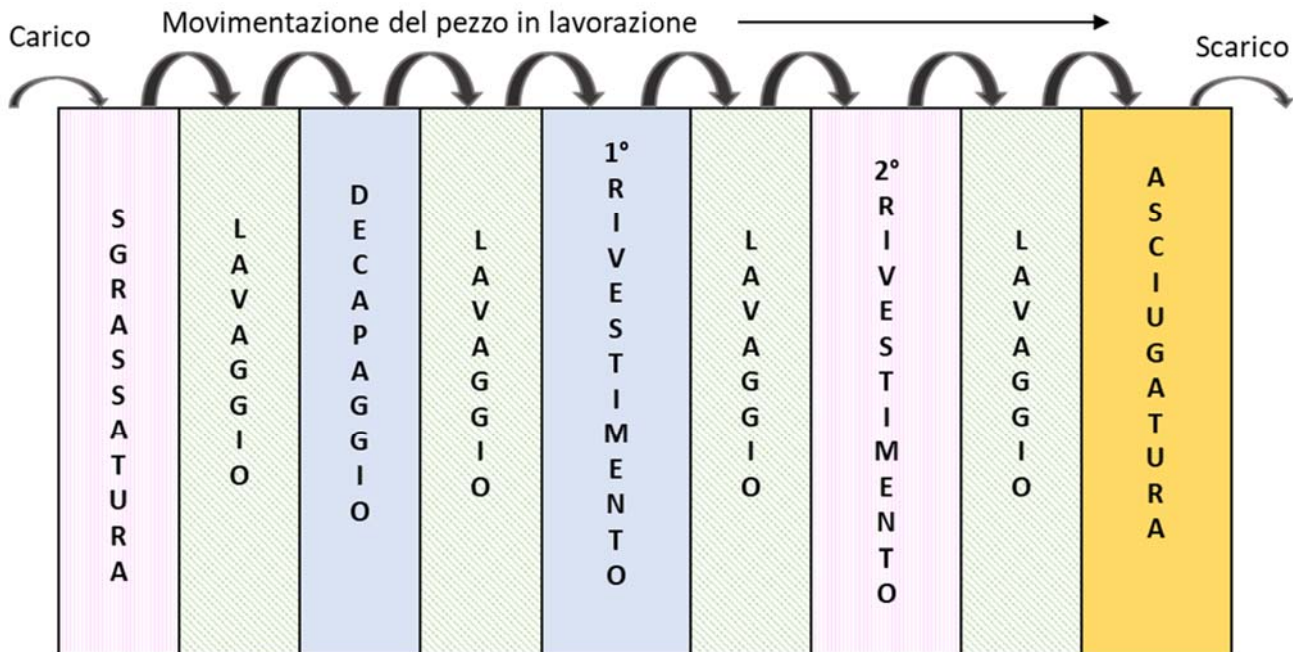 Movimentazione del pezzo in lavorazione
Carico
Scarico
SGRASSATURA
LAVAGGIO
DECAPAGGIO
LAVAGGIO
1° RIVESTIMENTO
LAVAGGIO
2° RIVESTIMENTO
LAVAGGIO
ASCIUGATURA